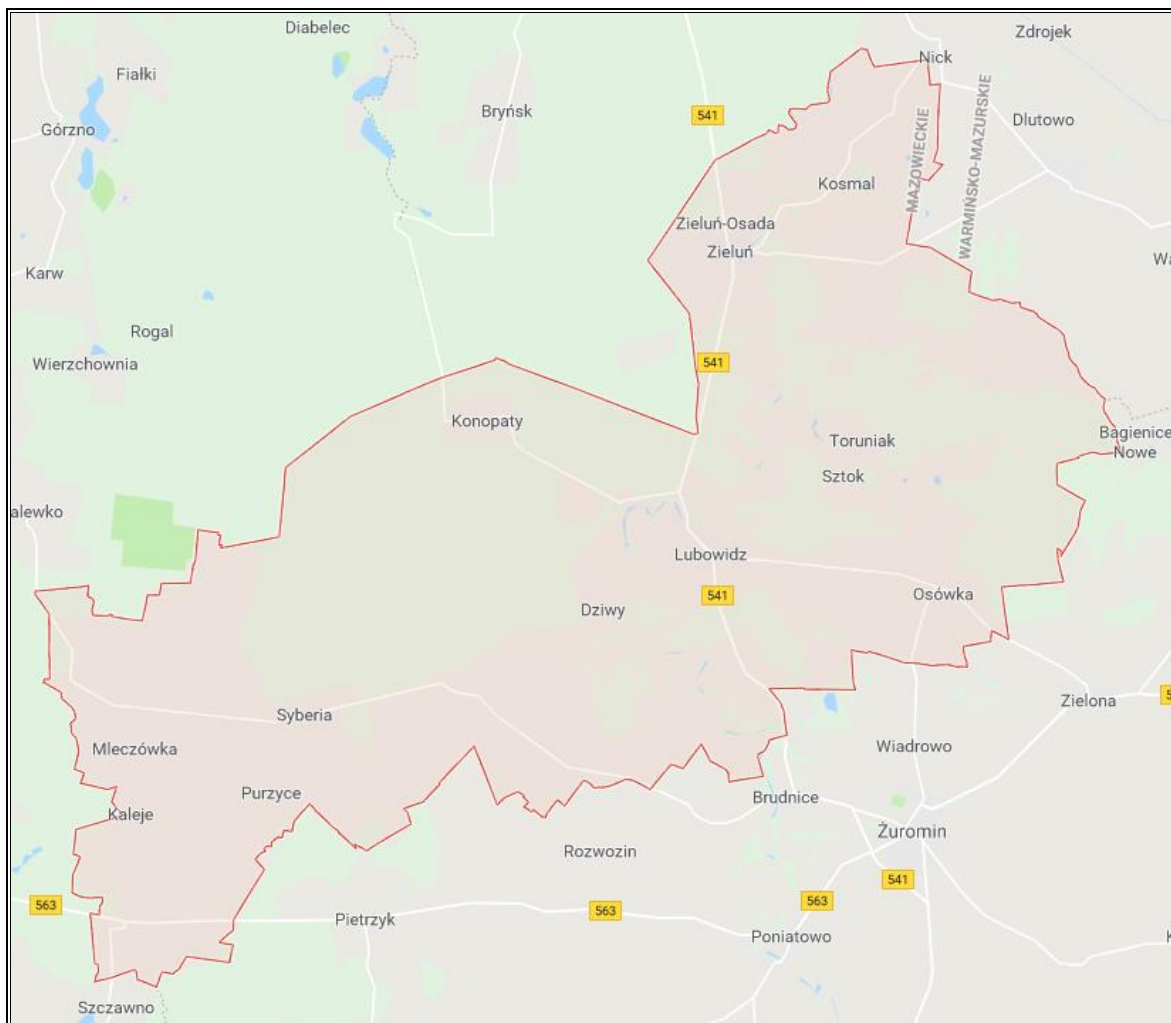 Diabelec
Zdrojek
Nick
Fiałki
Bryńsk
541
Dlutowo
Górzno
MAZOWIECKIE
WARMIŃSKO-MAZURSKIE
Kosmal
Zieluń-Osada
Zieluń
Wa
Karw
Rogal
Wierzchownia
541
Konopaty
Toruniak
Bagienice
Nowe
Sztok
alewko
Lubowidz
541
Osówka
Dziwy
Zielona
5
Syberia
Mleczówka
Wiadrowo
Purzyce
Brudnice
Kaleje
Żuromin
Rozwozin
541
563
563
563
Pietrzyk
Poniatowo
K
Szczawno